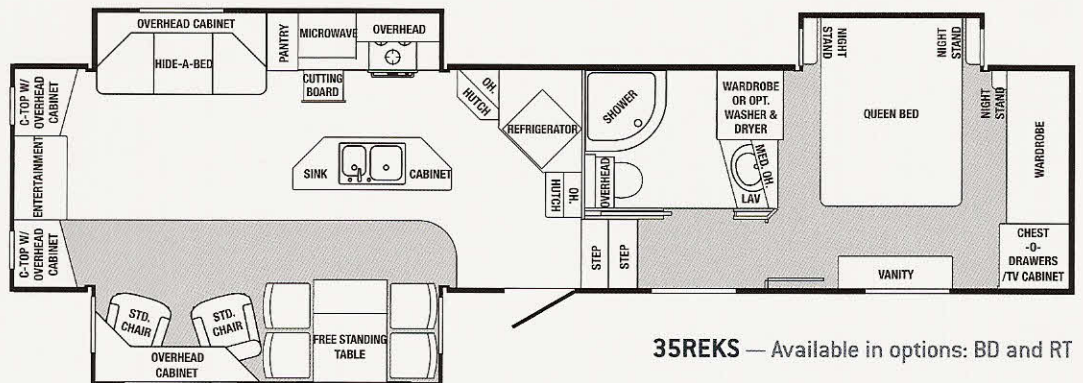 OVERHEAD CABINET
HIDE-A-BED
PANTRY
MICROWAVE
OVERHEAD
CUTTING
BOARD
C-TOP W/
OVERHEAD
CABINET
ENTERTAINMENT
C-TOP W/
OVERHEAD
CABINET
SINK
CABINET
OH.
HUTCH
REFRIGERATOR
OH.
HUTCH
STD.
CHAIR
STD.
CHAIR
OVERHEAD
CABINET
FREE STANDING
TABLE
STEP
STEP
SHOWER
OVERHEAD
WARDROBE
OR OPT.
WASHER &
DRYER
MED. OH.
LAV
NIGHT
STAND
NIGHT
STAND
QUEEN BED
NIGHT
STAND
WARDROBE
CHEST
-O-
DRAWERS
/TV CABINET
VANITY
35REKS — Available in options: BD and RT